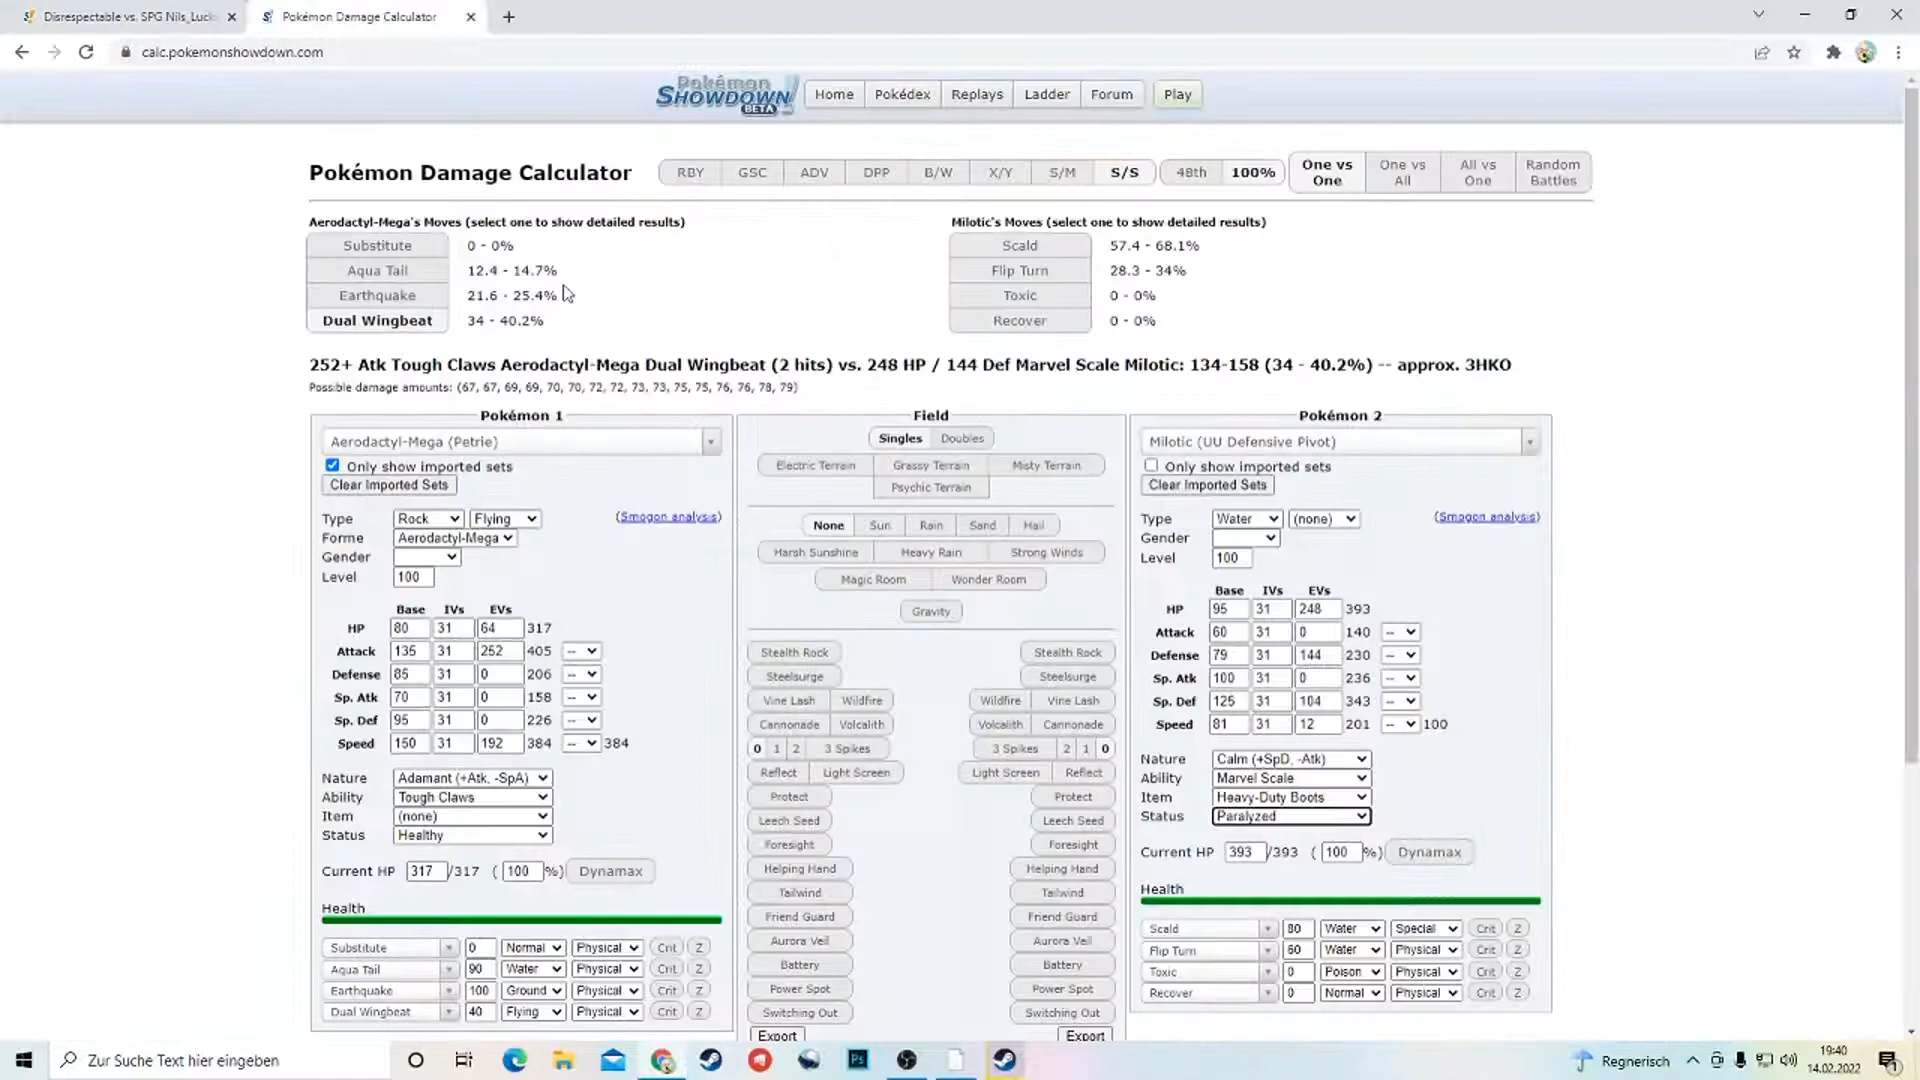 Disrespectable vs. SPG Nils_Luck
Pokémon Damage Calculator
calc.pokemonshowdown.com
Pokémon SHOWDOWN! BETA
Home Pokédex Replays Ladder Forum Play
Pokémon Damage Calculator
RBY GSC ADV DPP B/W X/Y S/M S/S 48th 100% One vs One One vs All All vs One Random Battles
Aerodactyl-Mega's Moves (select one to show detailed results)
Substitute 0 - 0%
Aqua Tail 12.4 - 14.7%
Earthquake 21.6 - 25.4%
Dual Wingbeat 34 - 40.2%
Milotic's Moves (select one to show detailed results)
Scald 57.4 - 68.1%
Flip Turn 28.3 - 34%
Toxic 0 - 0%
Recover 0 - 0%
252+ Atk Tough Claws Aerodactyl-Mega Dual Wingbeat (2 hits) vs. 248 HP / 144 Def Marvel Scale Milotic: 134-158 (34 - 40.2%) -- approx. 3HKO
Possible damage amounts: (67, 67, 69, 69, 70, 70, 72, 72, 73, 73, 75, 75, 76, 76, 78, 79)
Pokémon 1
Aerodactyl-Mega (Petrie)
Only show imported sets
Clear Imported Sets
Type Rock Flying (Smogon analysis)
Forme Aerodactyl-Mega
Gender
Level 100
Base IVs EVs
HP 80 31 64 317
Attack 135 31 252 405 --
Defense 85 31 0 206 --
Sp. Atk 70 31 0 158 --
Sp. Def 95 31 0 226 --
Speed 150 31 192 384 -- 384
Nature Adamant (+Atk, -SpA)
Ability Tough Claws
Item (none)
Status Healthy
Current HP 317 /317 ( 100 %) Dynamax
Health
Substitute 0 Normal Physical Crit Z
Aqua Tail 90 Water Physical Crit Z
Earthquake 100 Ground Physical Crit Z
Dual Wingbeat 40 Flying Physical Crit Z
Field
Singles Doubles
Electric Terrain Grassy Terrain Misty Terrain
Psychic Terrain
None Sun Rain Sand Hail
Harsh Sunshine Heavy Rain Strong Winds
Magic Room Wonder Room
Gravity
Stealth Rock Stealth Rock
Steelsurge Steelsurge
Vine Lash Wildfire Wildfire Vine Lash
Cannonade Volcalith Volcalith Cannonade
0 1 2 3 Spikes 3 Spikes 2 1 0
Reflect Light Screen Light Screen Reflect
Protect Protect
Leech Seed Leech Seed
Foresight Foresight
Helping Hand Helping Hand
Tailwind Tailwind
Friend Guard Friend Guard
Aurora Veil Aurora Veil
Battery Battery
Power Spot Power Spot
Switching Out Switching Out
Export Export
Pokémon 2
Milotic (UU Defensive Pivot)
Only show imported sets
Clear Imported Sets
Type Water (none) (Smogon analysis)
Gender
Level 100
Base IVs EVs
HP 95 31 248 393
Attack 60 31 0 140 --
Defense 79 31 144 230 --
Sp. Atk 100 31 0 236 --
Sp. Def 125 31 104 343 --
Speed 81 31 12 201 -- 100
Nature Calm (+SpD, -Atk)
Ability Marvel Scale
Item Heavy-Duty Boots
Status Paralyzed
Current HP 393 /393 ( 100 %) Dynamax
Health
Scald 80 Water Special Crit Z
Flip Turn 60 Water Physical Crit Z
Toxic 0 Poison Physical Crit Z
Recover 0 Normal Physical Crit Z
Zur Suche Text hier eingeben
Ps
Regnerisch
19:40
14.02.2022
1